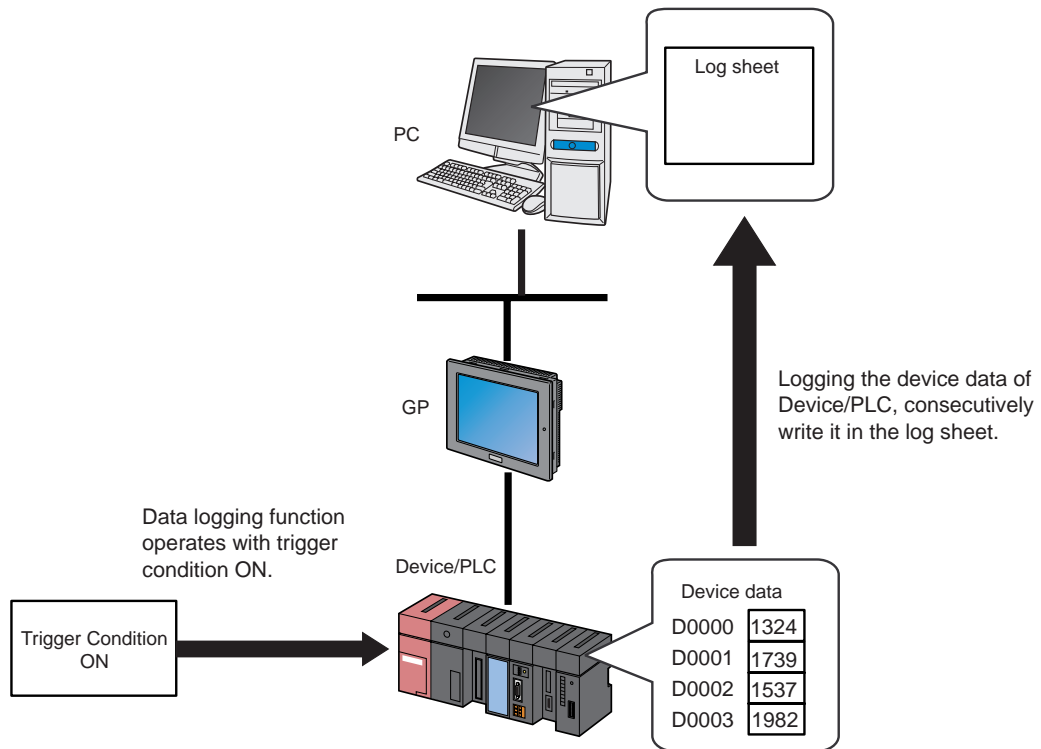 Log sheet
PC
GP
Logging the device data of
Device/PLC, consecutively
write it in the log sheet.
Data logging function
operates with trigger
condition ON.
Device/PLC
Trigger Condition
ON
Device data
D0000 1324
D0001 1739
D0002 1537
D0003 1982